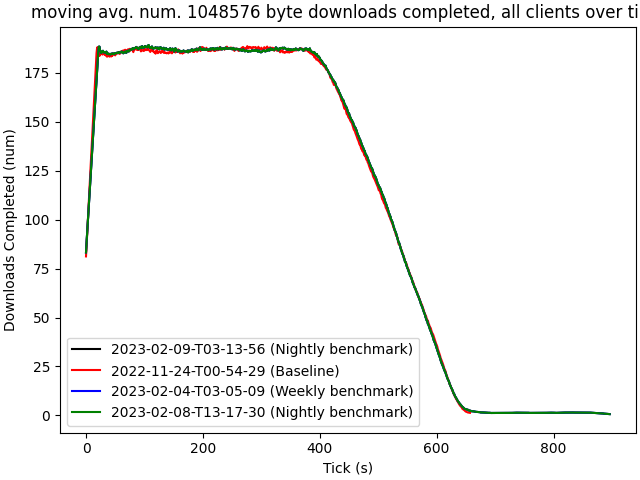 moving avg. num. 1048576 byte downloads completed, all clients over ti
Downloads Completed (num)
175
150
125
100
75
50
25
0
2023-02-09-T03-13-56 (Nightly benchmark)
2022-11-24-T00-54-29 (Baseline)
2023-02-04-T03-05-09 (Weekly benchmark)
2023-02-08-T13-17-30 (Nightly benchmark)
0 200 400 600 800
Tick (s)